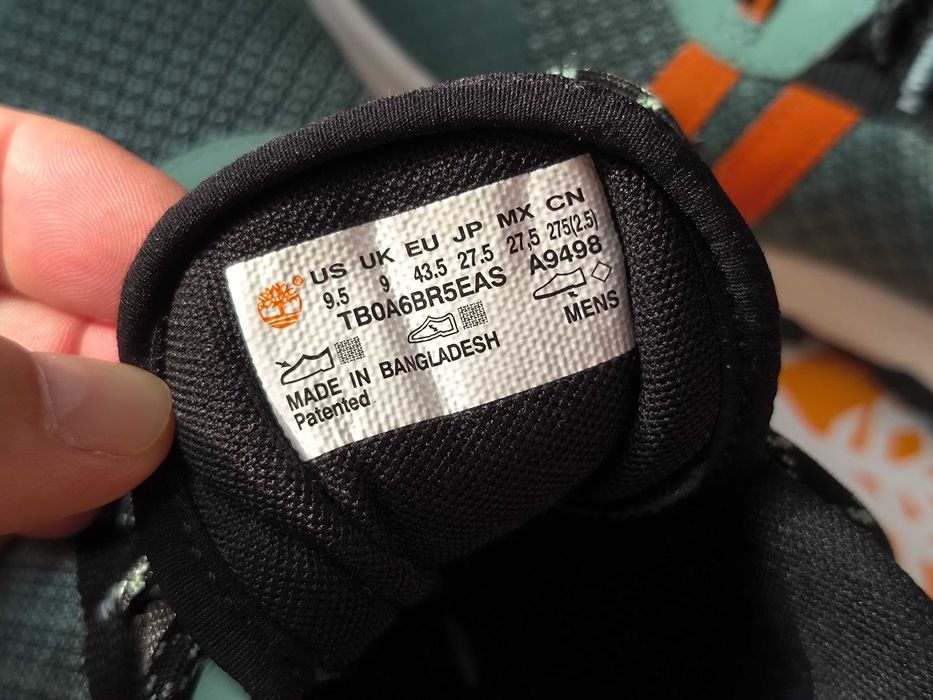 US UK EU JP MX CN
9.5 9 43.5 27.5 27,5 275(2.5)
TB0A6BR5EAS A9498
MENS
MADE IN BANGLADESH
Patented
®